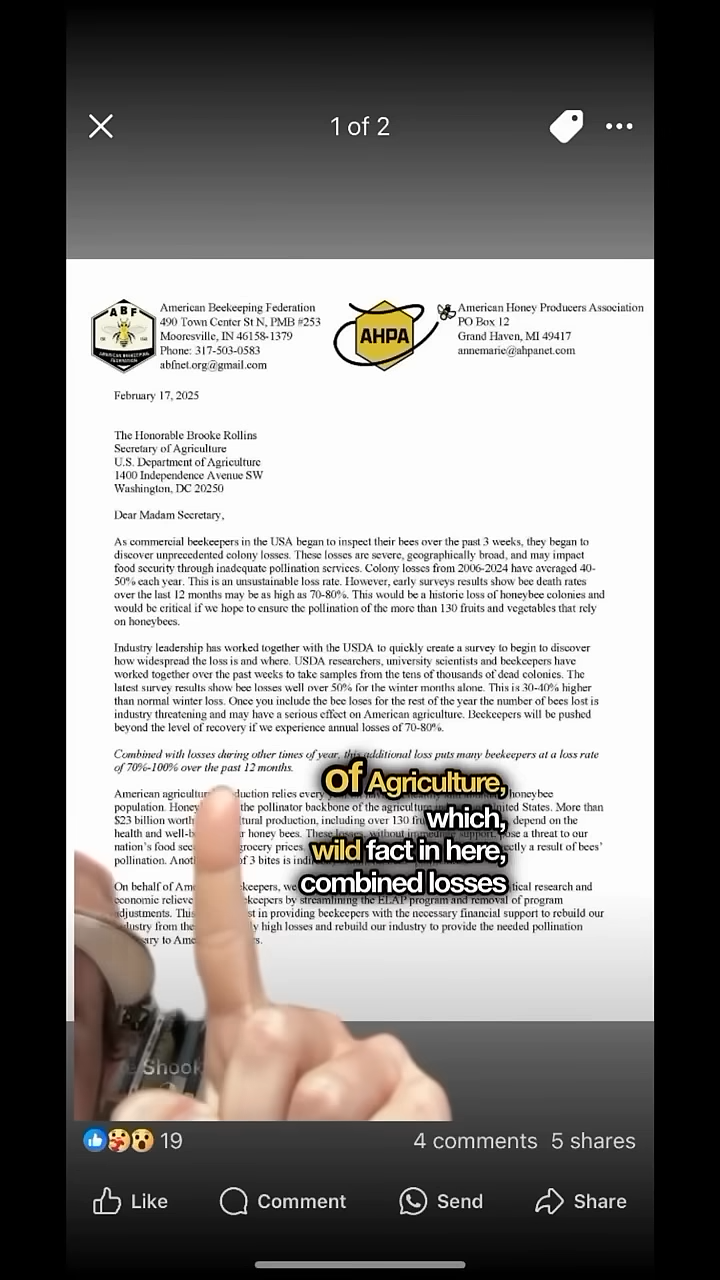 1 of 2
ABF
AMERICAN BEEKEEPING
FEDERATION
American Beekeeping Federation
490 Town Center St N, PMB #253
Mooresville, IN 46158-1379
Phone: 317-503-0583
abfnet.org@gmail.com
AHPA
American Honey Producers Association
PO Box 12
Grand Haven, MI 49417
annemarie@ahpanet.com
February 17, 2025
The Honorable Brooke Rollins
Secretary of Agriculture
U.S. Department of Agriculture
1400 Independence Avenue SW
Washington, DC 20250
Dear Madam Secretary,
As commercial beekeepers in the USA began to inspect their bees over the past 3 weeks, they began to
discover unprecedented colony losses. These losses are severe, geographically broad, and may impact
food security through inadequate pollination services. Colony losses from 2006-2024 have averaged 40-
50% each year. This is an unsustainable loss rate. However, early surveys results show bee death rates
over the last 12 months may be as high as 70-80%. This would be a historic loss of honeybee colonies and
would be critical if we hope to ensure the pollination of the more than 130 fruits and vegetables that rely
on honeybees.
Industry leadership has worked together with the USDA to quickly create a survey to begin to discover
how widespread the loss is and where. USDA researchers, university scientists and beekeepers have
worked together over the past weeks to take samples from the tens of thousands of dead colonies. The
latest survey results show bee losses well over 50% for the winter months alone. This is 30-40% higher
than normal winter loss. Once you include the bee loses for the rest of the year the number of bees lost is
industry threatening and may have a serious effect on American agriculture. Beekeepers will be pushed
beyond the level of recovery if we experience annual losses of 70-80%.
Combined with losses during other times of year, this additional loss puts many beekeepers at a loss rate
of 70%-100% over the past 12 months.
American agricultur duction relies every honeybee
population. Honey the pollinator backbone of the agriculture United States. More than
$23 billion worth tural production, including over 130 fr depend on the
health and well-b r honey bees. These losses, without immediate support, pose a threat to our
nation's food sec grocery prices. ectly a result of bees'
pollination. Anot of 3 bites is indi
On behalf of Ame keepers, we tical research and
economic relieve keepers by streamlining the ELAP program and removal of program
adjustments. This st in providing beekeepers with the necessary financial support to rebuild our
industry from the y high losses and rebuild our industry to provide the needed pollination
sary to Ame rs.
of Agriculture,
which,
wild fact in here,
combined losses
Shook
19
4 comments 5 shares
Like
Comment
Send
Share